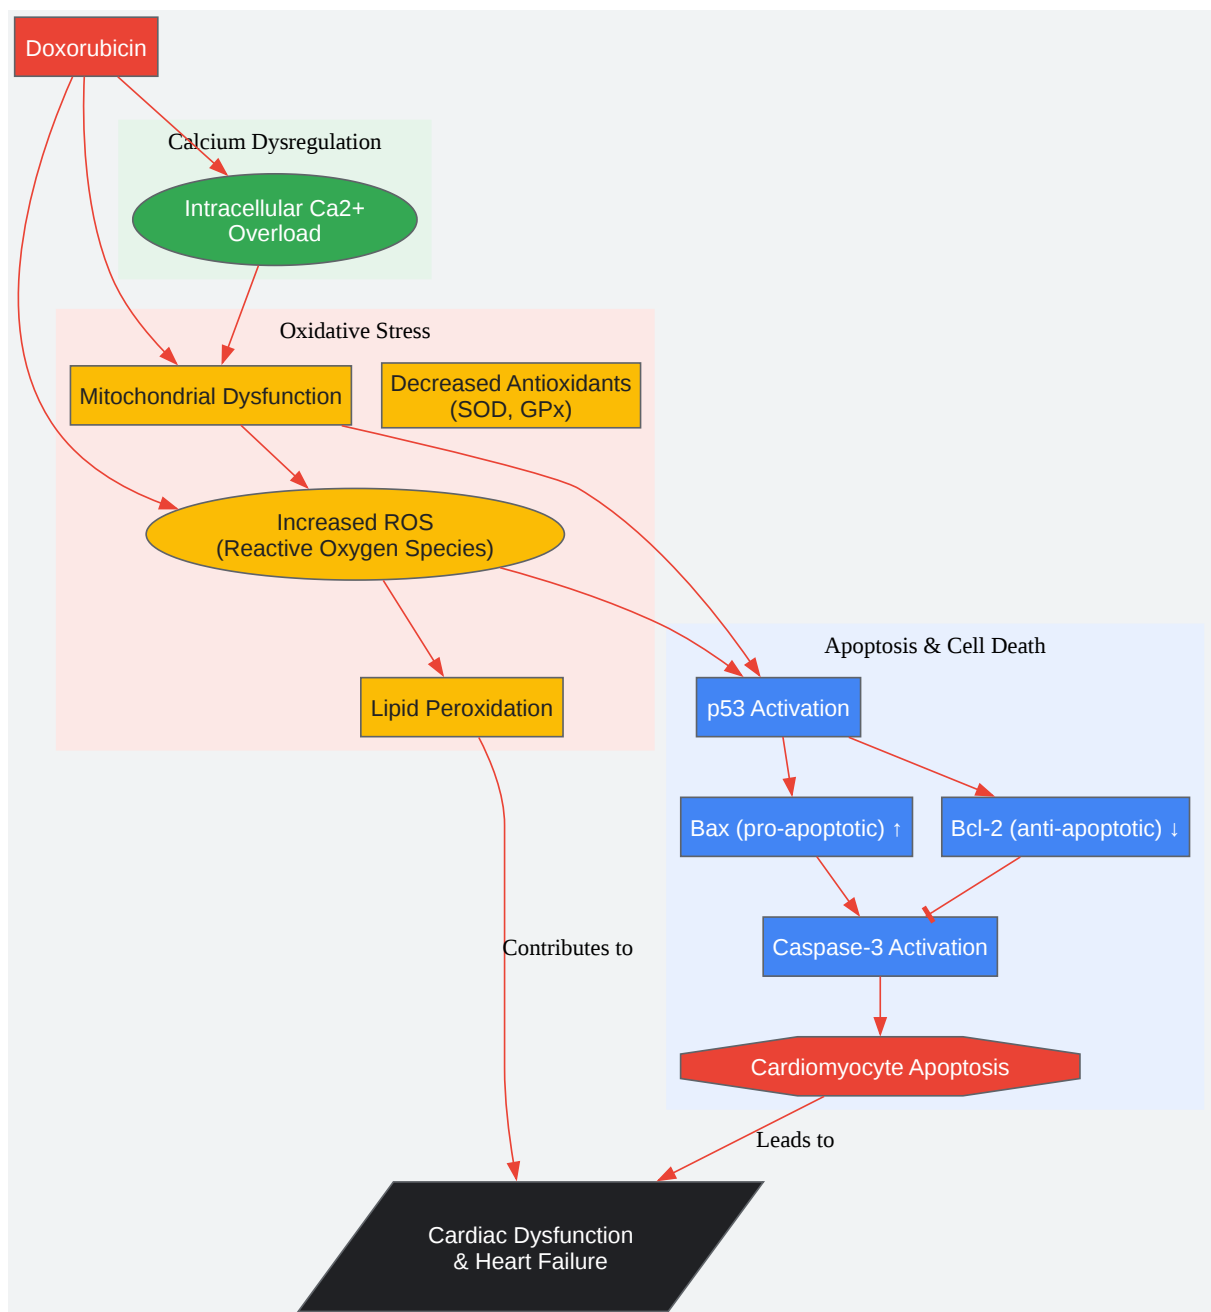 Doxorubicin
Calcium Dysregulation
Intracellular Ca2+
Overload
Oxidative Stress
Mitochondrial Dysfunction
Decreased Antioxidants
(SOD, GPx)
Increased ROS
(Reactive Oxygen Species)
Lipid Peroxidation
Apoptosis & Cell Death
p53 Activation
Bax (pro-apoptotic) ↑
Bcl-2 (anti-apoptotic) ↓
Caspase-3 Activation
Contributes to
Cardiomyocyte Apoptosis
Leads to
Cardiac Dysfunction
& Heart Failure